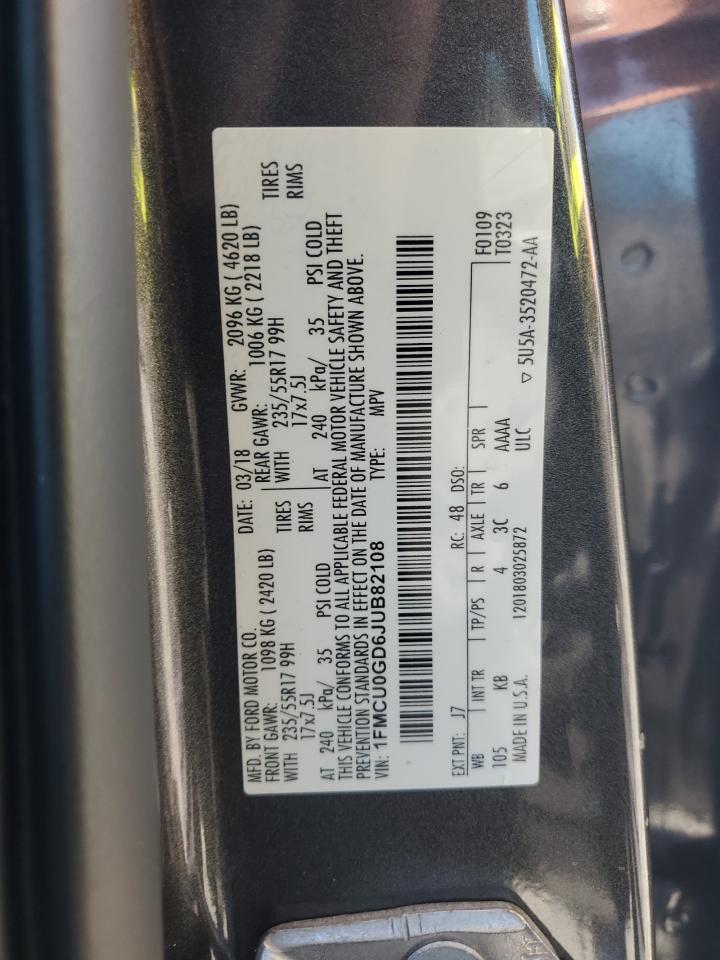 MFD. BY FORD MOTOR CO. DATE: 03/18 GVWR: 2096 KG ( 4620 LB)
FRONT GAWR: 1098 KG ( 2420 LB) REAR GAWR: 1006 KG ( 2218 LB)
WITH 235/55R17 99H TIRES WITH 235/55R17 99H TIRES
17x7.5J RIMS 17x7.5J RIMS
AT 240 kPa/ 35 PSI COLD AT 240 kPa/ 35 PSI COLD
THIS VEHICLE CONFORMS TO ALL APPLICABLE FEDERAL MOTOR VEHICLE SAFETY AND THEFT
PREVENTION STANDARDS IN EFFECT ON THE DATE OF MANUFACTURE SHOWN ABOVE.
VIN: 1FMCU0GD6JUB82108 TYPE: MPV
EXT PNT: J7 RC: 48 DSO: F0109
WB INT TR TP/PS R AXLE TR SPR T0323
105 KB 4 3C 6 AAAA
MADE IN U.S.A. 1201803025872 ULC ▽ 5U5A-3520472-AA